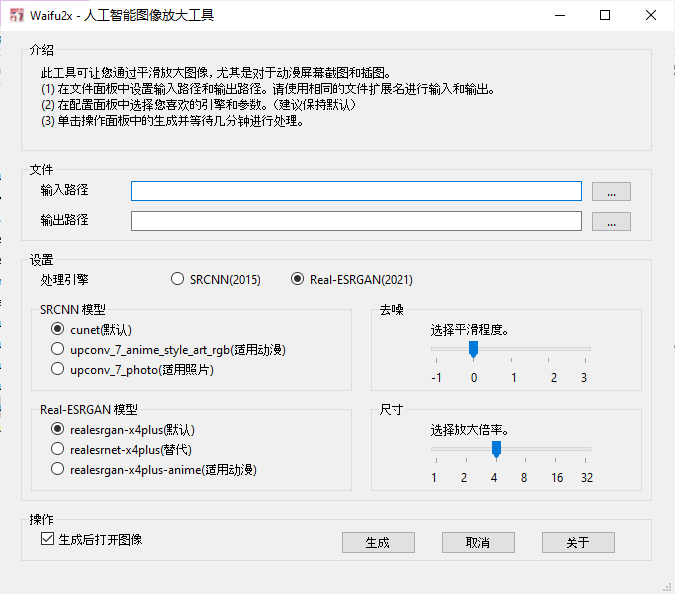 Waifu2x - 人工智能图像放大工具
介绍
此工具可让您通过平滑放大图像, 尤其是对于动漫屏幕截图和插图。
(1) 在文件面板中设置输入路径和输出路径。请使用相同的文件扩展名进行输入和输出。
(2) 在配置面板中选择您喜欢的引擎和参数。（建议保持默认）
(3) 单击操作面板中的生成并等待几分钟进行处理。
文件
输入路径
...
输出路径
...
设置
处理引擎
SRCNN(2015)
Real-ESRGAN(2021)
SRCNN 模型
cunet(默认)
upconv_7_anime_style_art_rgb(适用动漫)
upconv_7_photo(适用照片)
去噪
选择平滑程度。
-1 0 1 2 3
Real-ESRGAN 模型
realesrgan-x4plus(默认)
realesrnet-x4plus(替代)
realesrgan-x4plus-anime(适用动漫)
尺寸
选择放大倍率。
1 2 4 8 16 32
操作
生成后打开图像
生成
取消
关于